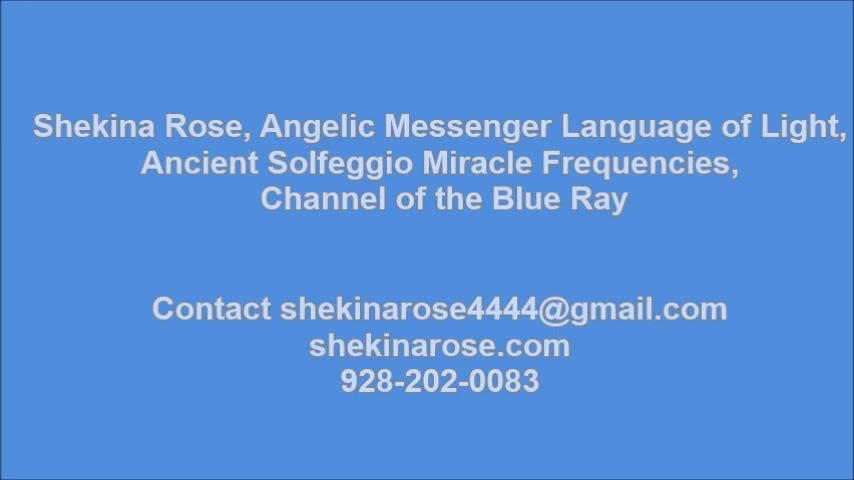 Shekina Rose, Angelic Messenger Language of Light,
Ancient Solfeggio Miracle Frequencies,
Channel of the Blue Ray
Contact shekinarose4444@gmail.com
shekinarose.com
928-202-0083